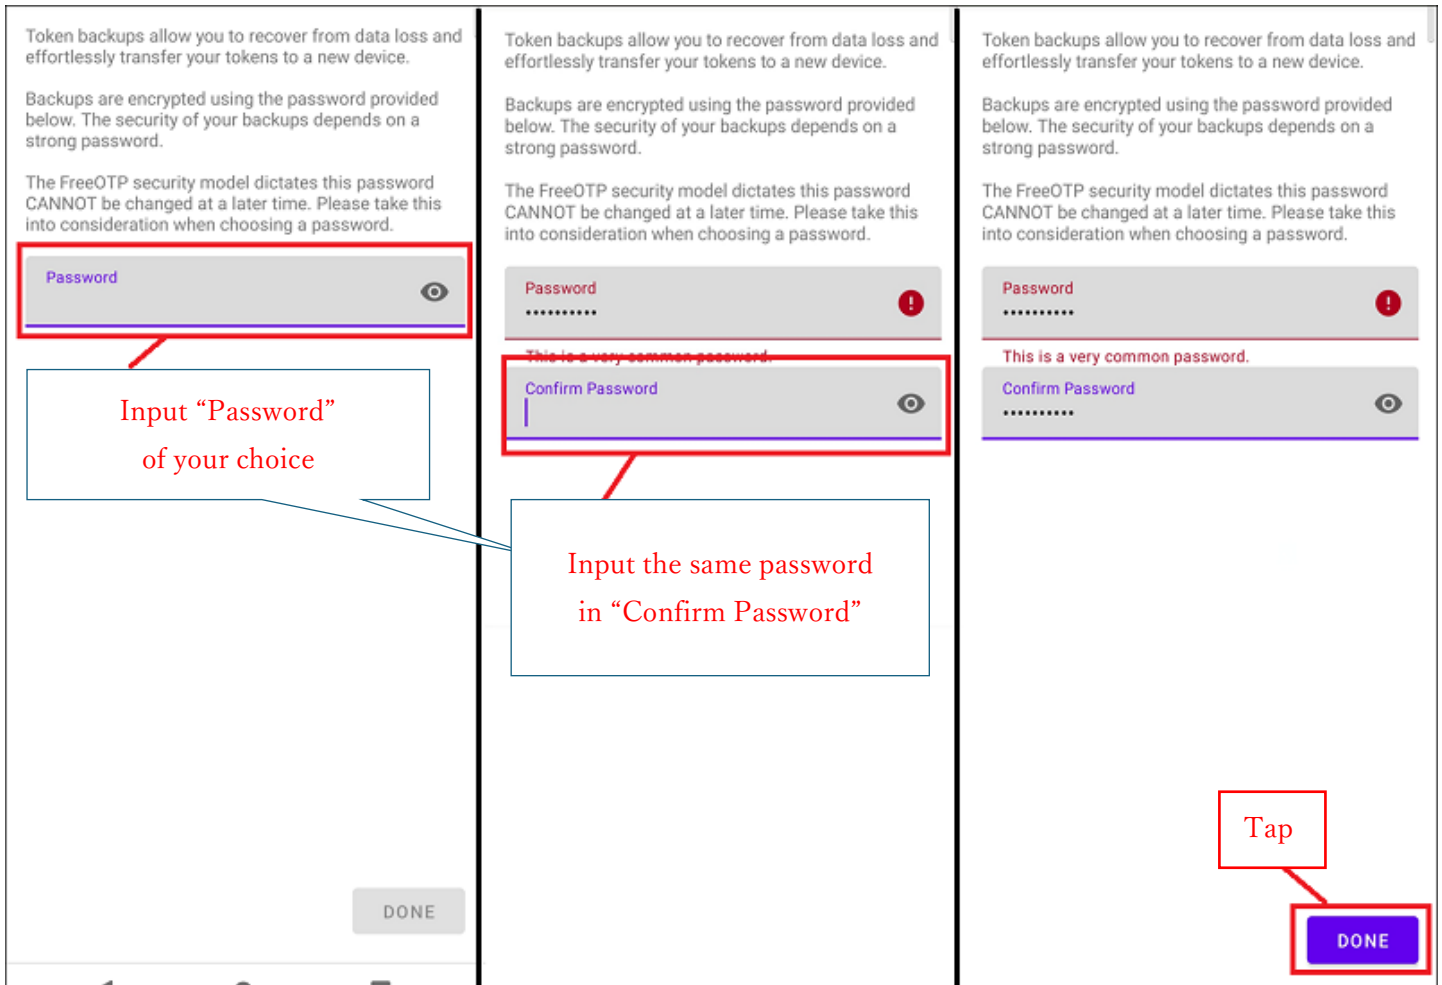 Token backups allow you to recover from data loss and
effortlessly transfer your tokens to a new device.
Backups are encrypted using the password provided
below. The security of your backups depends on a
strong password.
The FreeOTP security model dictates this password
CANNOT be changed at a later time. Please take this
into consideration when choosing a password.
Password
Input “Password”
of your choice
DONE
Token backups allow you to recover from data loss and
effortlessly transfer your tokens to a new device.
Backups are encrypted using the password provided
below. The security of your backups depends on a
strong password.
The FreeOTP security model dictates this password
CANNOT be changed at a later time. Please take this
into consideration when choosing a password.
Password
••••••••••
This is a very common password.
Confirm Password
Input the same password
in “Confirm Password”
Token backups allow you to recover from data loss and
effortlessly transfer your tokens to a new device.
Backups are encrypted using the password provided
below. The security of your backups depends on a
strong password.
The FreeOTP security model dictates this password
CANNOT be changed at a later time. Please take this
into consideration when choosing a password.
Password
••••••••••
This is a very common password.
Confirm Password
••••••••••
Tap
DONE